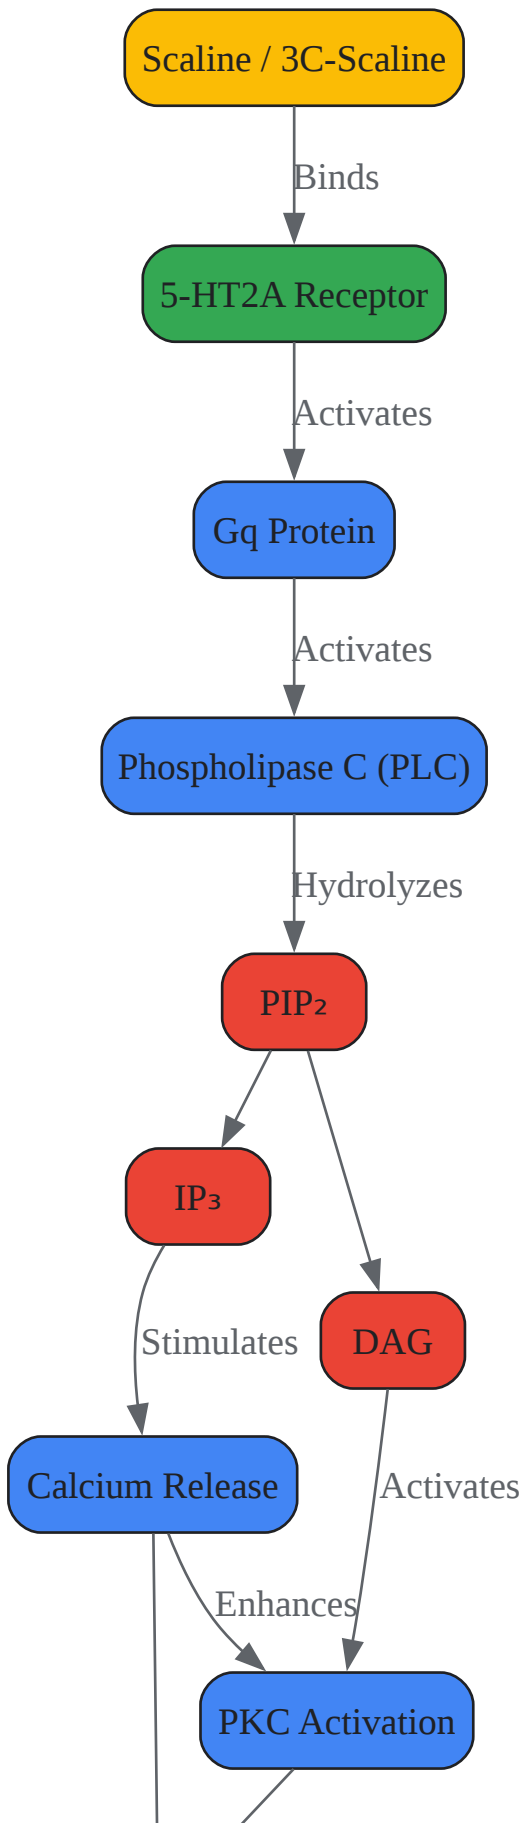 Scaline / 3C-Scaline
Binds
5-HT2A Receptor
Activates
Gq Protein
Activates
Phospholipase C (PLC)
Hydrolyzes
PIP₂
IP₃
Stimulates
DAG
Calcium Release
Activates
Enhances
PKC Activation